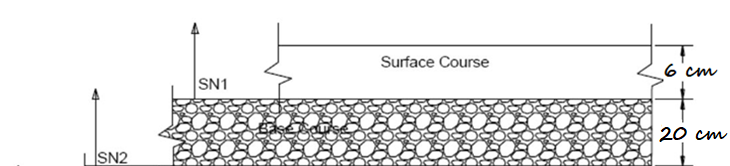 Surface Course
6 cm
SN1
Base Course
20 cm
SN2